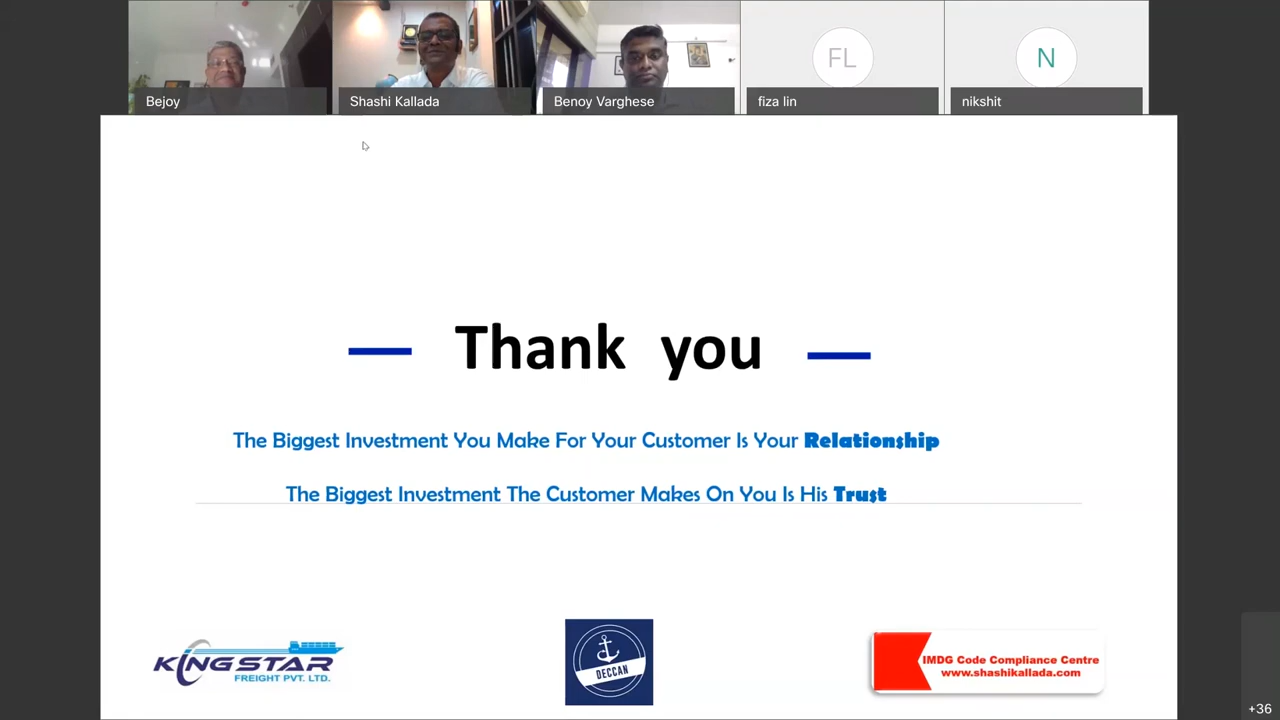 FL
N
Bejoy
Shashi Kallada
Benoy Varghese
fiza lin
nikshit
Thank you
The Biggest Investment You Make For Your Customer Is Your Relationship
The Biggest Investment The Customer Makes On You Is His Trust
KINGSTAR
FREIGHT PVT. LTD.
DECCAN
IMDG Code Compliance Centre
www.shashikallada.com
+36